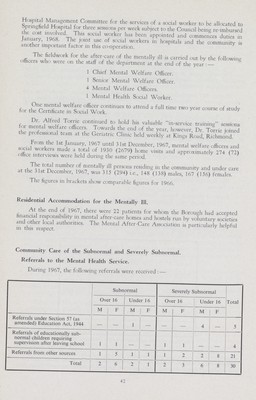 Hospital Management Committee for the services of a social worker to be allocated to
Springfield Hospital for three sessions per week subject to the Council being re-imbursed
the cost involved. This social worker has been appointed and commences duties in
January, 1968. The joint use of social workers in hospitals and the community is
another important factor in this co-operation.
The fieldwork for the after-care of the mentally ill is carried out by the following
officers who were on the staff of the department at the end of the year :—
1 Chief Mental Welfare Officer.
1 Senior Mental Welfare Officer.
4 Mental Welfare Officers.
1 Mental Health Social Worker.
One mental welfare officer continues to attend a full time two year course of study
for the Certificate in Social Work.
Dr. Alfred Torrie continued to hold his valuable "in-service training" sessions
for mental welfare officers. Towards the end of the year, however, Dr. Torrie joined
the professional team at the Geriatric Clinic held weekly at Kings Road, Richmond.
From the 1st January, 1967 until 31st December, 1967, mental welfare officers and
social workers made a total of 1930 (2079) home visits and approximately 274 (72)
office interviews were held during the same period.
The total number of mentally ill persons residing in the community and under care
at the 31st December, 1967, was 315 (294) i.e., 148 (138) males, 167 (156) females.
The figures in brackets show comparable figures for 1966.
Residential Accommodation for the Mentally Ill.
At the end of 1967, there were 22 patients for whom the Borough had accepted
financial responsibility in mental after-care homes and hostels run by voluntary societies
and other local authorities. The Mental After-Care Association is particularly helpful
in this respect.
Community Care of the Subnormal and Severely Subnormal.
Referrals to the Mental Health Service.
During 1967, the following referrals were received :—
Subnormal Severely Subnormal
Over 16 Under 16 Over 16 Under 16 Total
M F M F M F M F
Referrals under Section 57 (as
amended) Education Act, 1944 — — 1 — — — 4 — 5
Referrals of educationally sub-
normal children requiring
supervision after leaving school 1 1 — — 1 1 — — 4
Referrals from other sources 1 5 1 1 1 2 2 8 21
Total 2 6 2 1 2 3 6 8 30
42